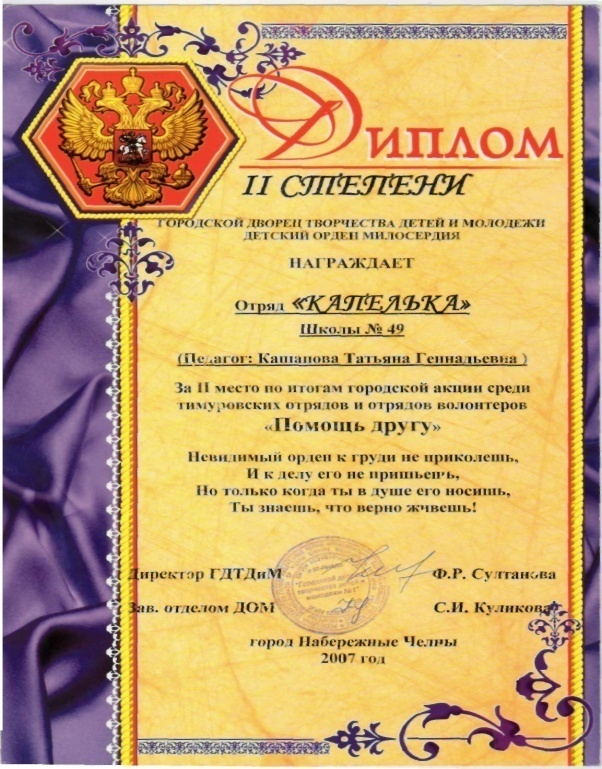 Диплом
II СТЕПЕНИ
ГОРОДСКОЙ ДВОРЕЦ ТВОРЧЕСТВА ДЕТЕЙ И МОЛОДЕЖИ
ДЕТСКИЙ ОРДЕН МИЛОСЕРДИЯ
НАГРАЖДАЕТ
Отряд «КАПЕЛЬКА»
Школы № 49
(Педагог: Кашапова Татьяна Геннадьевна )
За II место по итогам городской акции среди
тимуровских отрядов и отрядов волонтеров
«Помощь другу»
Невидимый орден к груди не приколешь,
И к делу его не пришьешь,
Но только когда ты в душе его носишь,
Ты знаешь, что верно живешь!
Директор ГДТДиМ Ф.Р. Султанова
Зав. отделом ДОМ С.И. Куликова
город Набережные Челны
2007 год